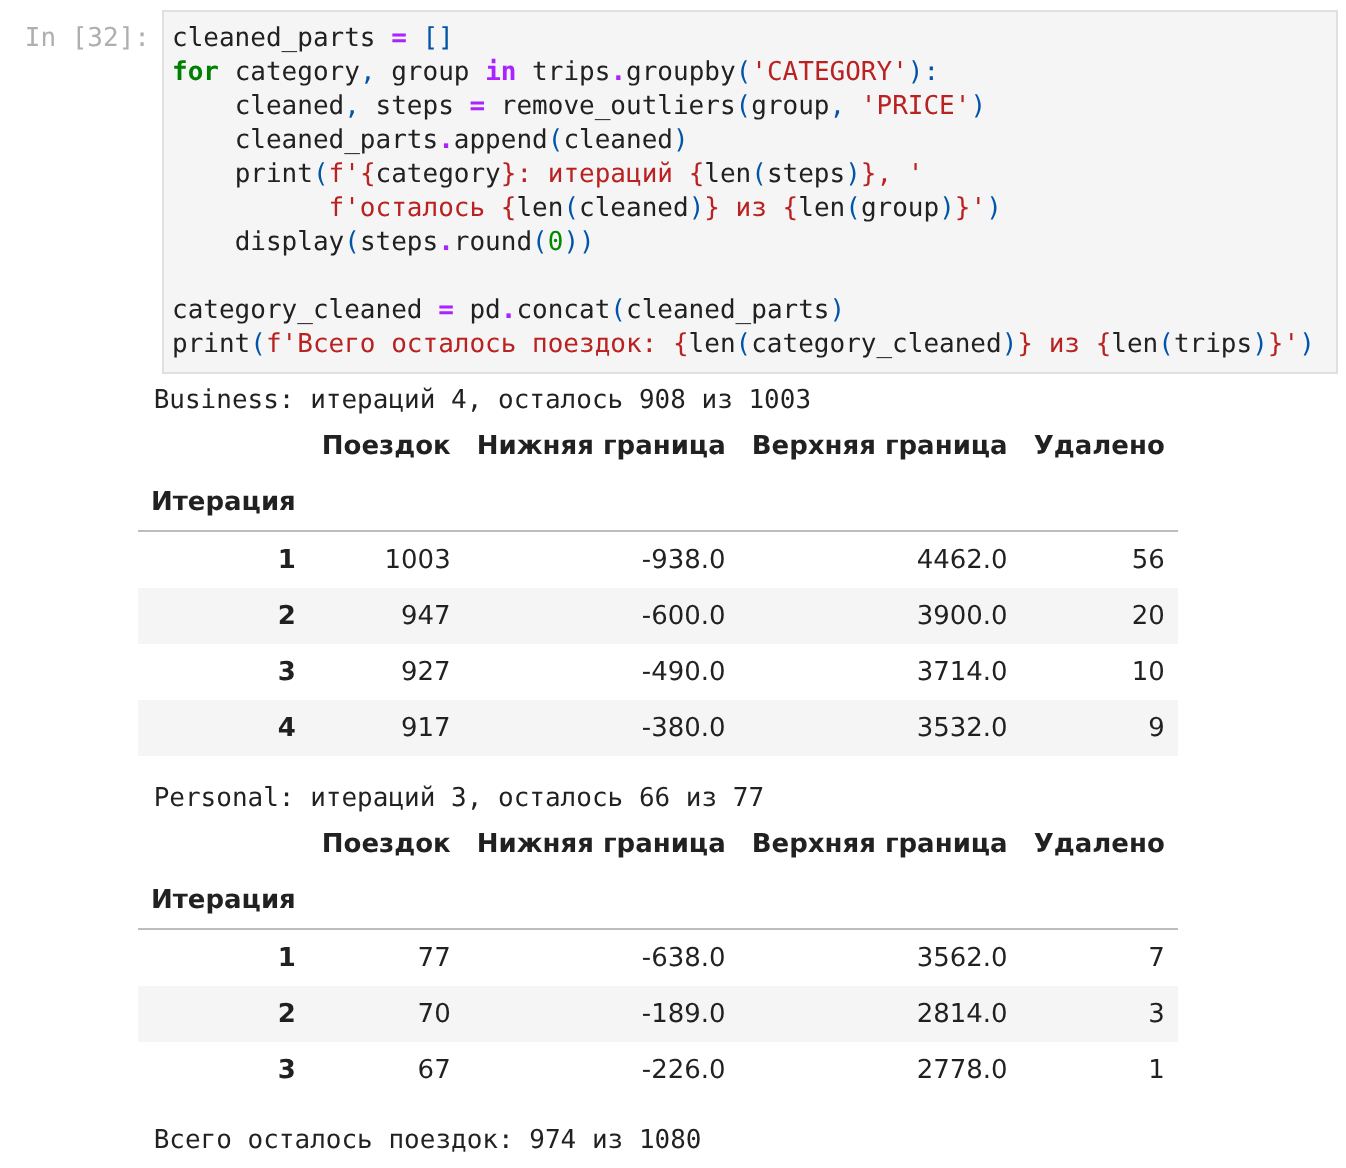 In [32]:
cleaned_parts = []
for category, group in trips.groupby('CATEGORY'):
    cleaned, steps = remove_outliers(group, 'PRICE')
    cleaned_parts.append(cleaned)
    print(f'{category}: итераций {len(steps)}, '
          f'осталось {len(cleaned)} из {len(group)}')
    display(steps.round(0))

category_cleaned = pd.concat(cleaned_parts)
print(f'Всего осталось поездок: {len(category_cleaned)} из {len(trips)}')
Business: итераций 4, осталось 908 из 1003
Поездок Нижняя граница Верхняя граница Удалено
Итерация
1 1003 -938.0 4462.0 56
2 947 -600.0 3900.0 20
3 927 -490.0 3714.0 10
4 917 -380.0 3532.0 9
Personal: итераций 3, осталось 66 из 77
Поездок Нижняя граница Верхняя граница Удалено
Итерация
1 77 -638.0 3562.0 7
2 70 -189.0 2814.0 3
3 67 -226.0 2778.0 1
Всего осталось поездок: 974 из 1080